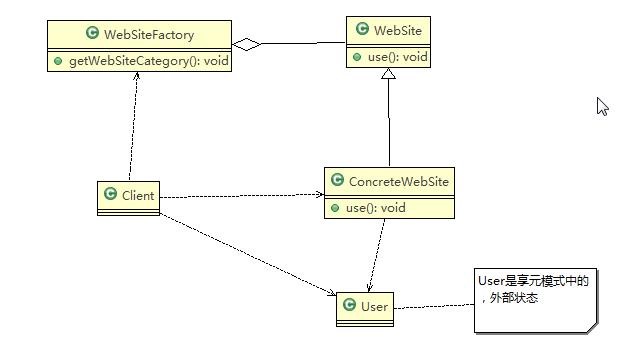 WebSiteFactory
getWebSiteCategory(): void
WebSite
use(): void
Client
ConcreteWebSite
use(): void
User
User是享元模式中的
，外部状态